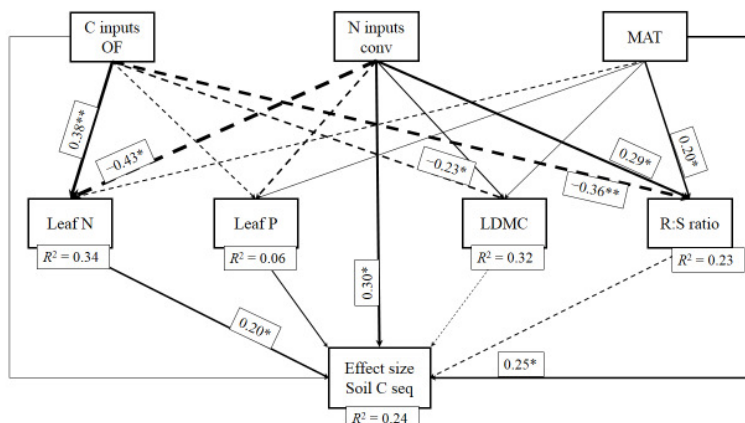 C inputs
OF
N inputs
conv
MAT
0.38**
−0.43*
−0.23*
0.29*
0.20*
−0.36**
Leaf N
Leaf P
LDMC
R:S ratio
R² = 0.34
R² = 0.06
R² = 0.32
R² = 0.23
0.30*
0.20*
0.25*
Effect size
Soil C seq
R² = 0.24